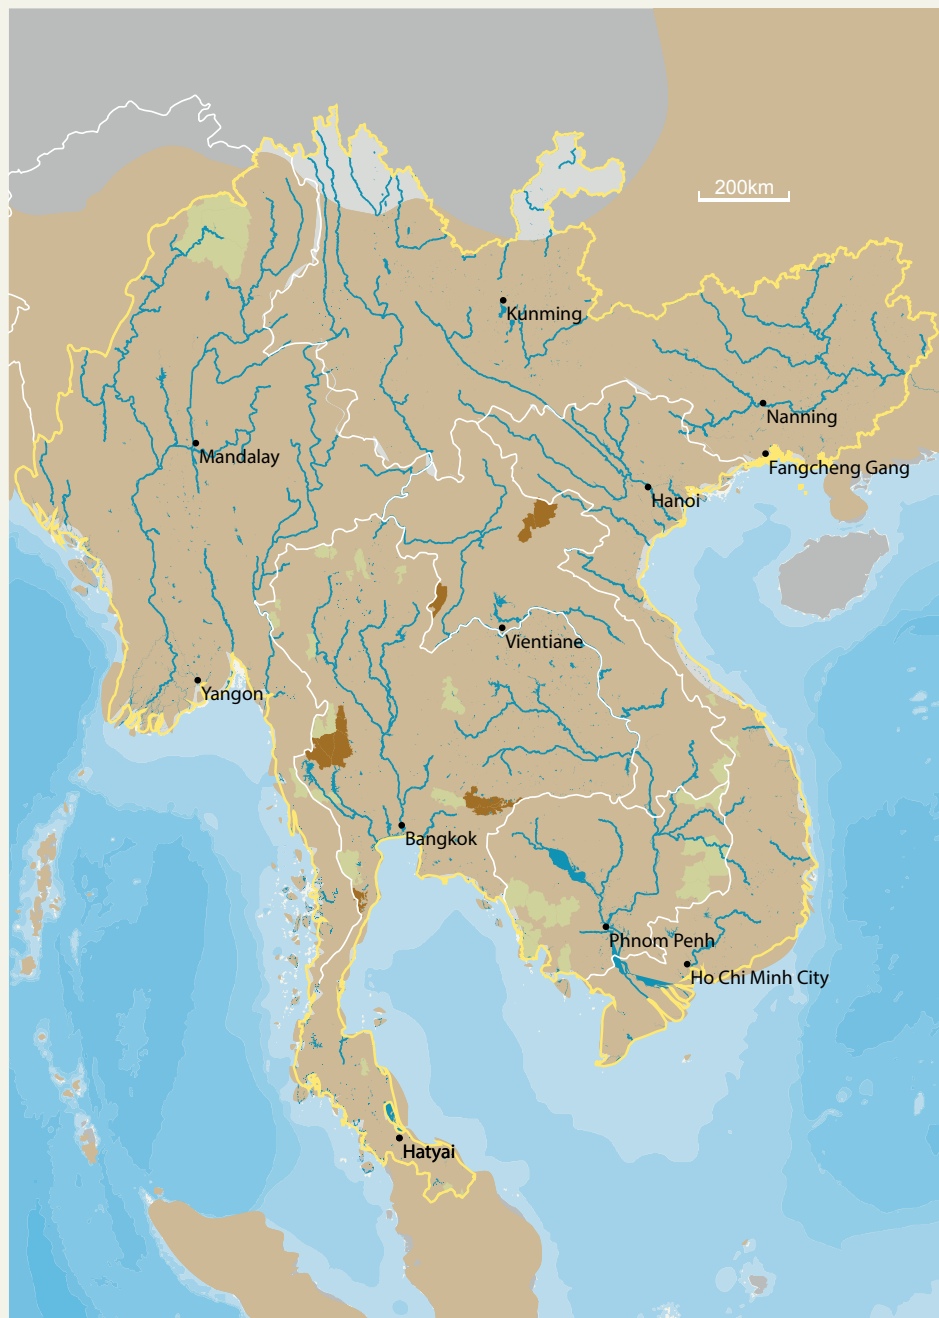 200km
Kunming
Nanning
Mandalay
Fangcheng Gang
Hanoi
Vientiane
Yangon
Bangkok
Phnom Penh
Ho Chi Minh City
Hatyai